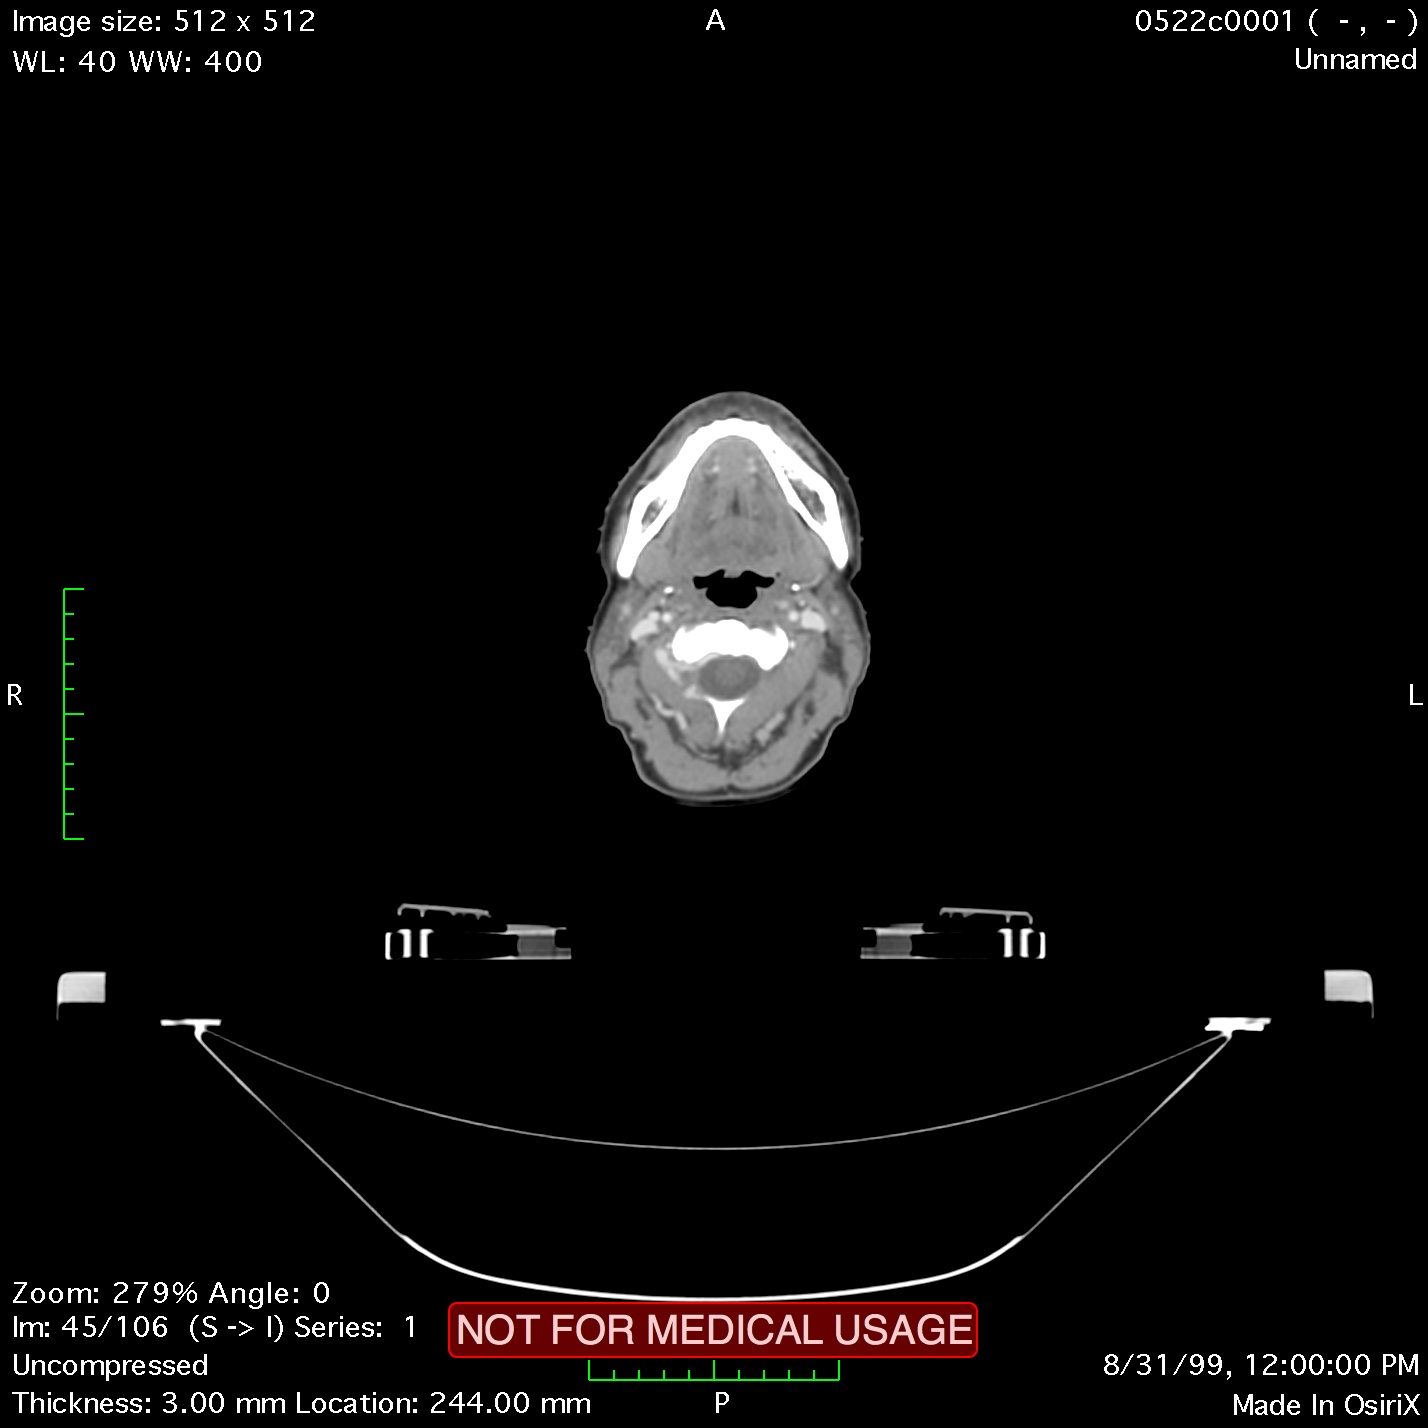 Image size: 512 x 512
WL: 40 WW: 400
A
0522c0001 ( -, -)
Unnamed
R
L
Zoom: 279% Angle: 0
Im: 45/106 (S -> I) Series: 1
Uncompressed
Thickness: 3.00 mm Location: 244.00 mm
NOT FOR MEDICAL USAGE
P
8/31/99, 12:00:00 PM
Made In OsiriX